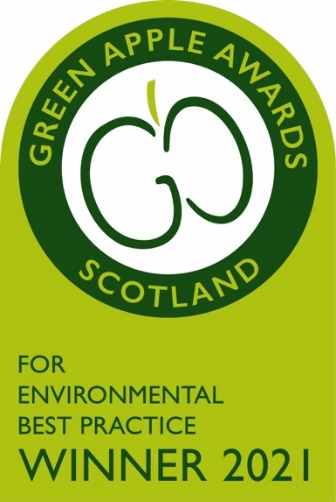 GREEN APPLE AWARDS
SCOTLAND
FOR
ENVIRONMENTAL
BEST PRACTICE
WINNER 2021